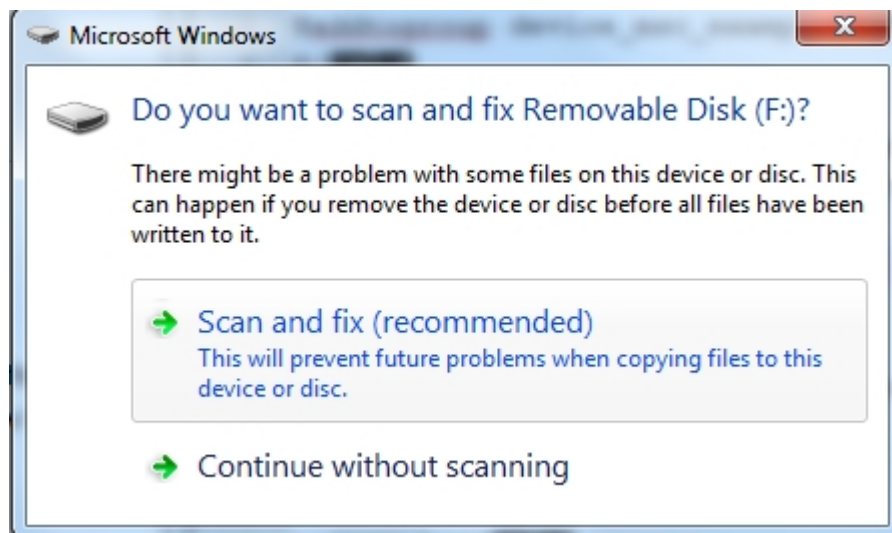 Microsoft Windows
Do you want to scan and fix Removable Disk (F:)?
There might be a problem with some files on this device or disc. This
can happen if you remove the device or disc before all files have been
written to it.
Scan and fix (recommended)
This will prevent future problems when copying files to this
device or disc.
Continue without scanning